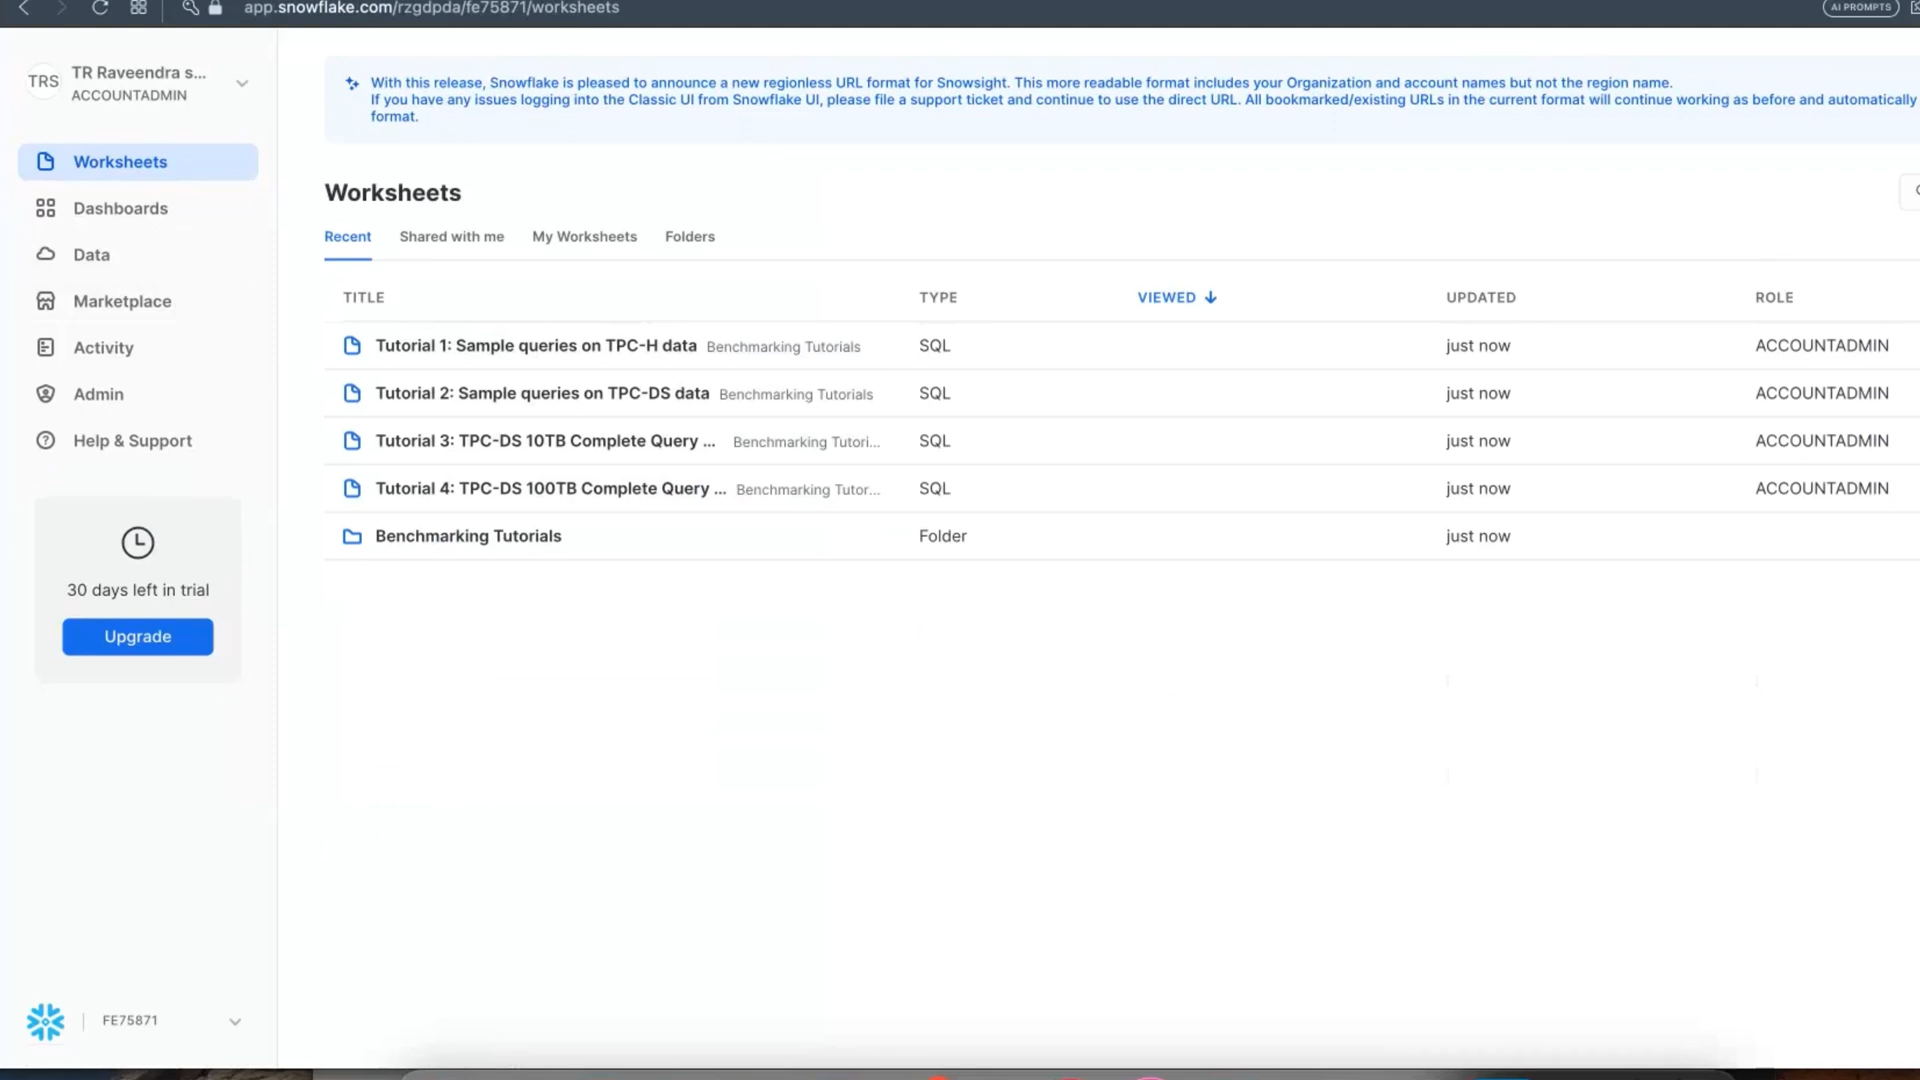 app.snowflake.com/rzgdpda/fe75871/worksheets
AI PROMPTS
TRS
TR Raveendra s...
ACCOUNTADMIN
Worksheets
Dashboards
Data
Marketplace
Activity
Admin
Help & Support
30 days left in trial
Upgrade
FE75871
With this release, Snowflake is pleased to announce a new regionless URL format for Snowsight. This more readable format includes your Organization and account names but not the region name.
If you have any issues logging into the Classic UI from Snowflake UI, please file a support ticket and continue to use the direct URL. All bookmarked/existing URLs in the current format will continue working as before and automatically
format.
Worksheets
Recent Shared with me My Worksheets Folders
TITLE TYPE VIEWED UPDATED ROLE
Tutorial 1: Sample queries on TPC-H data Benchmarking Tutorials SQL just now ACCOUNTADMIN
Tutorial 2: Sample queries on TPC-DS data Benchmarking Tutorials SQL just now ACCOUNTADMIN
Tutorial 3: TPC-DS 10TB Complete Query ... Benchmarking Tutori... SQL just now ACCOUNTADMIN
Tutorial 4: TPC-DS 100TB Complete Query ... Benchmarking Tutor... SQL just now ACCOUNTADMIN
Benchmarking Tutorials Folder just now